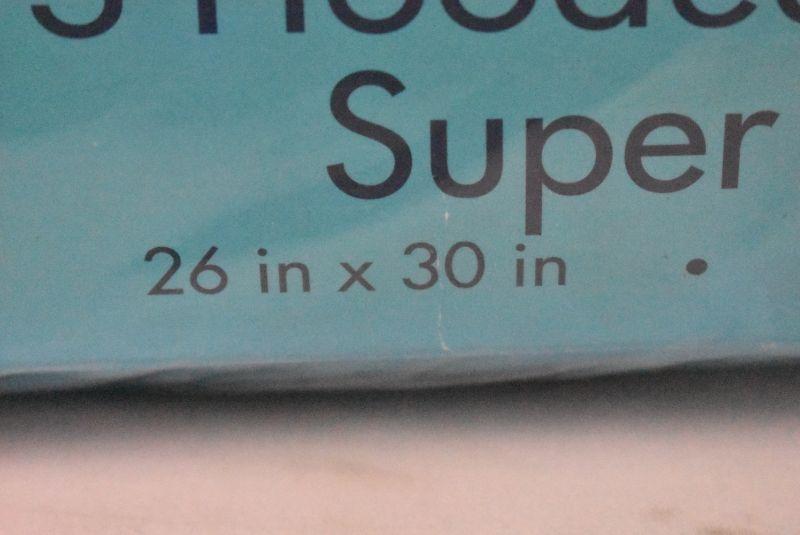 Super
26 in x 30 in •